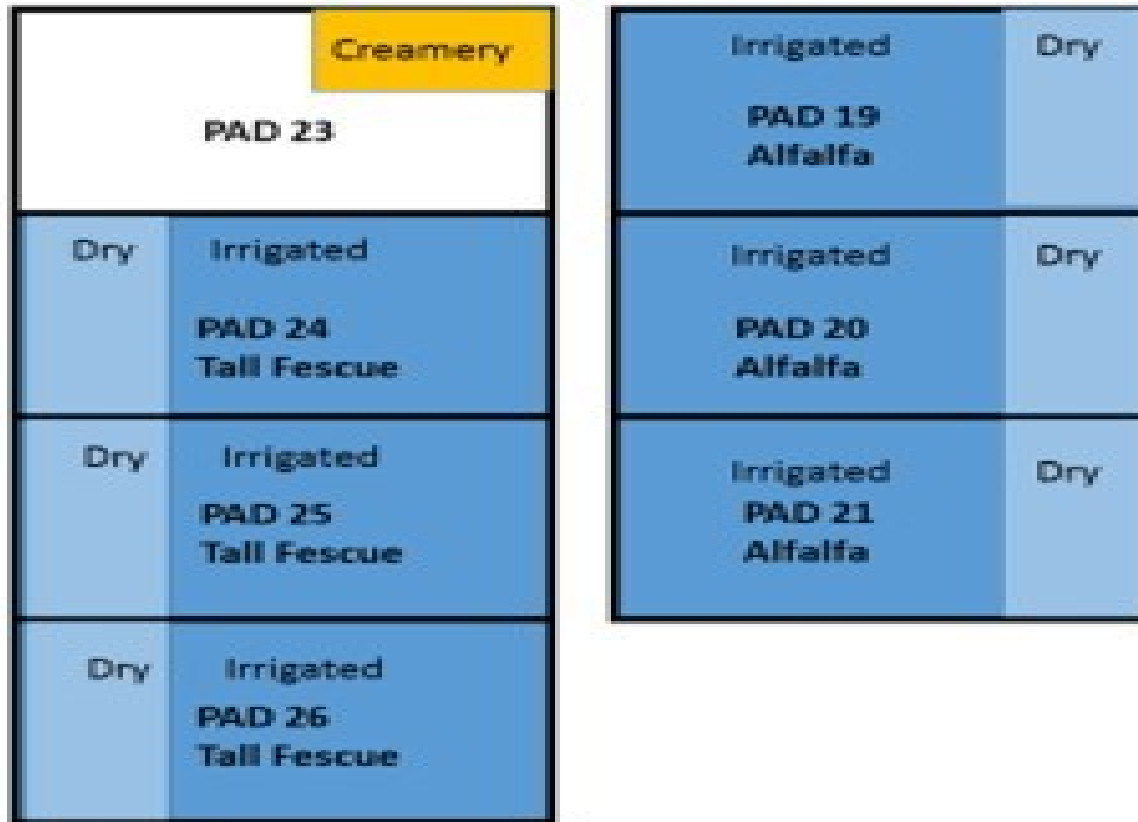 Creamery
PAD 23
Dry Irrigated
PAD 24
Tall Fescue
Dry Irrigated
PAD 25
Tall Fescue
Dry Irrigated
PAD 26
Tall Fescue
Irrigated Dry
PAD 19
Alfalfa
Irrigated Dry
PAD 20
Alfalfa
Irrigated Dry
PAD 21
Alfalfa